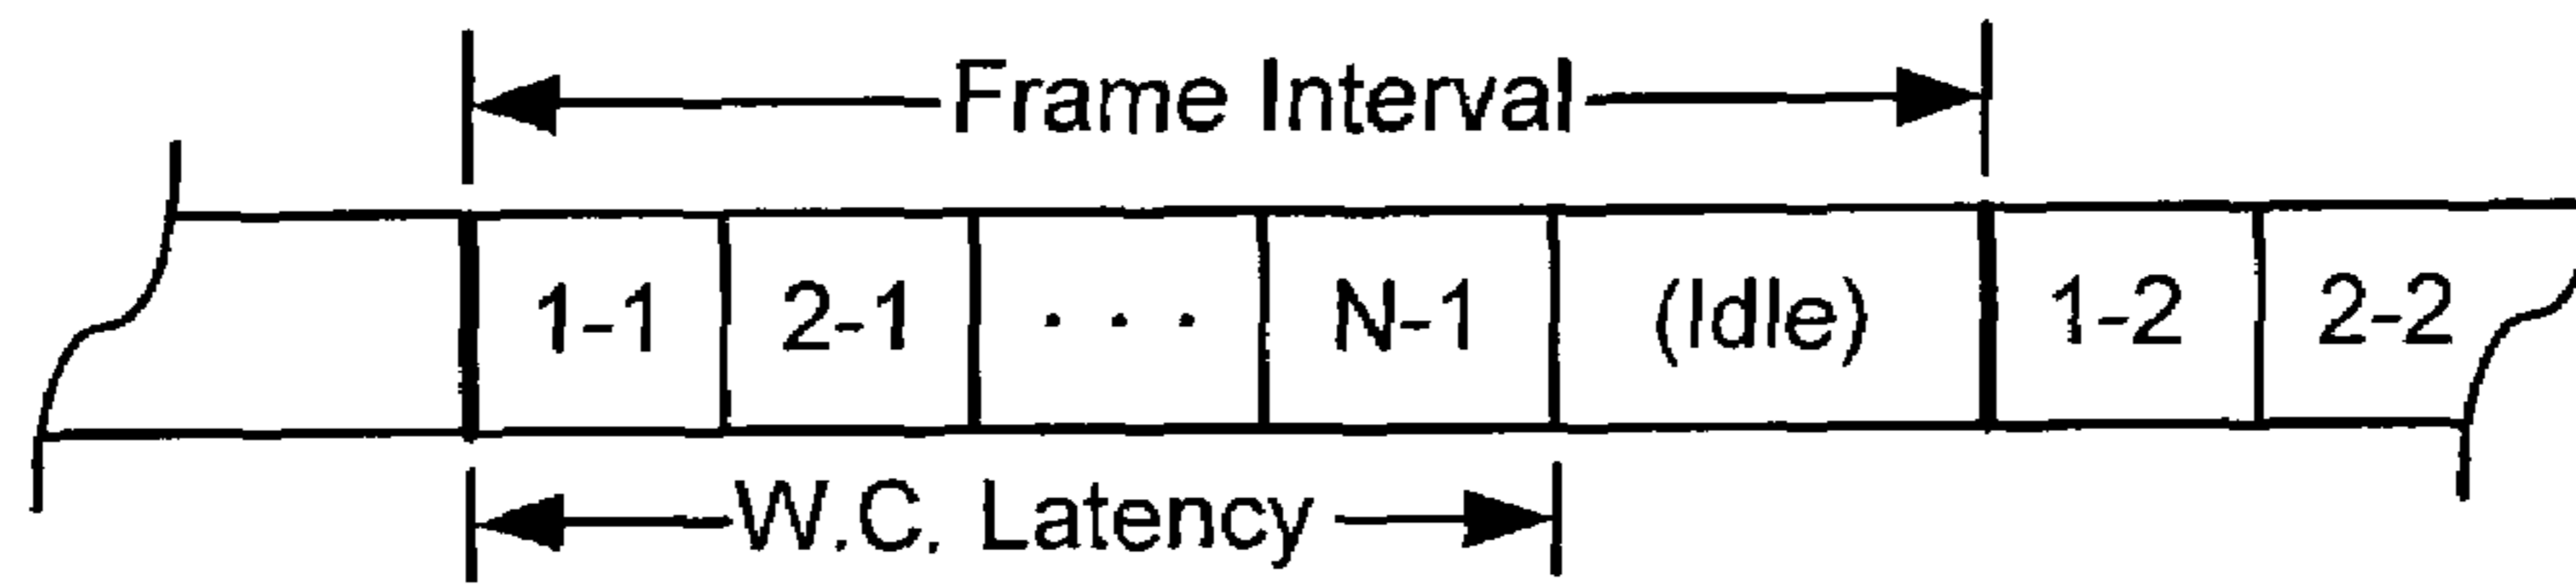 Frame Interval
1-1 2-1 . . . N-1 (Idle) 1-2 2-2
W.C. Latency